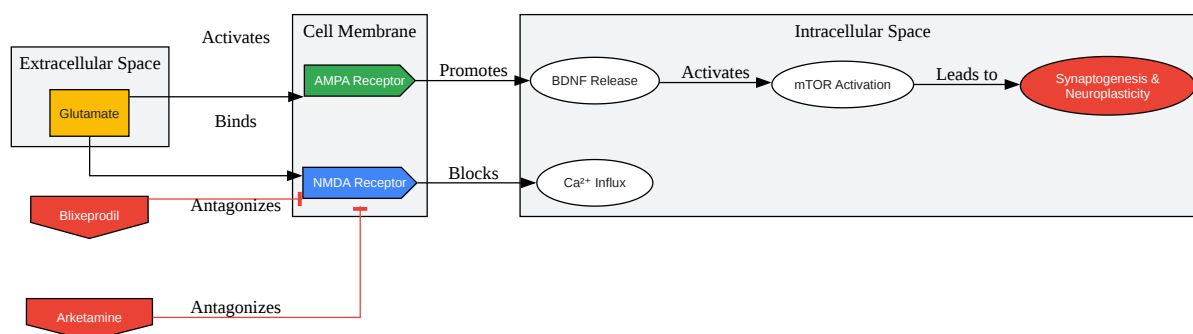 Extracellular Space
Glutamate
Activates
Binds
Cell Membrane
AMPA Receptor
NMDA Receptor
Promotes
Blocks
Intracellular Space
BDNF Release
Activates
mTOR Activation
Leads to
Synaptogenesis &
Neuroplasticity
Ca²⁺ Influx
Blixeprodil
Antagonizes
Arketamine
Antagonizes